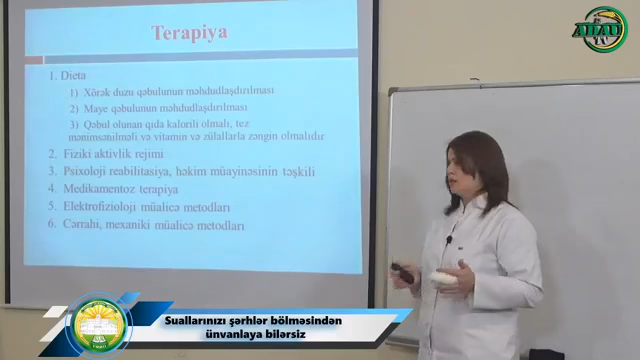 ADAU
TV
Terapiya
1. Dieta
1) Xörək duzu qəbulunun məhdudlaşdırılması
2) Maye qəbulunun məhdudlaşdırılması
3) Qəbul olunan qida kalorili olmalı, tez
mənimsənilməli və vitamin və zülallarla zəngin olmalıdır
2. Fiziki aktivlik rejimi
3. Psixoloji reabilitasiya, həkim müayinəsinin təşkili
4. Medikamentoz terapiya
5. Elektrofizioloji müalicə metodları
6. Cərrahi, mexaniki müalicə metodları
Suallarınızı şərhlər bölməsindən
ünvanlaya bilərsiz